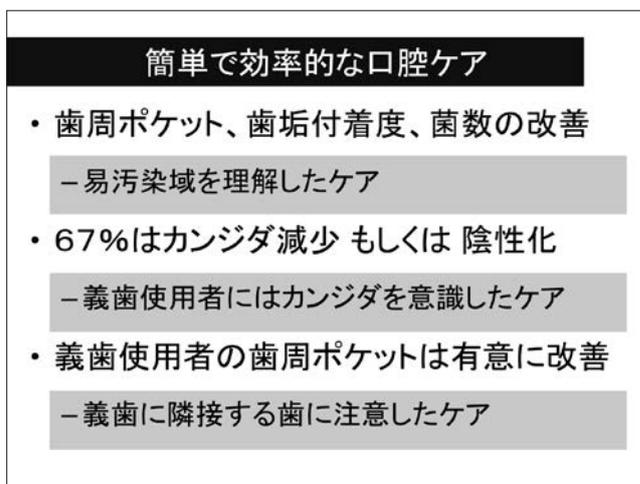 簡単で効率的な口腔ケア
・歯周ポケット、歯垢付着度、菌数の改善
－易汚染域を理解したケア
・67%はカンジダ減少 もしくは 陰性化
－義歯使用者にはカンジダを意識したケア
・義歯使用者の歯周ポケットは有意に改善
－義歯に隣接する歯に注意したケア